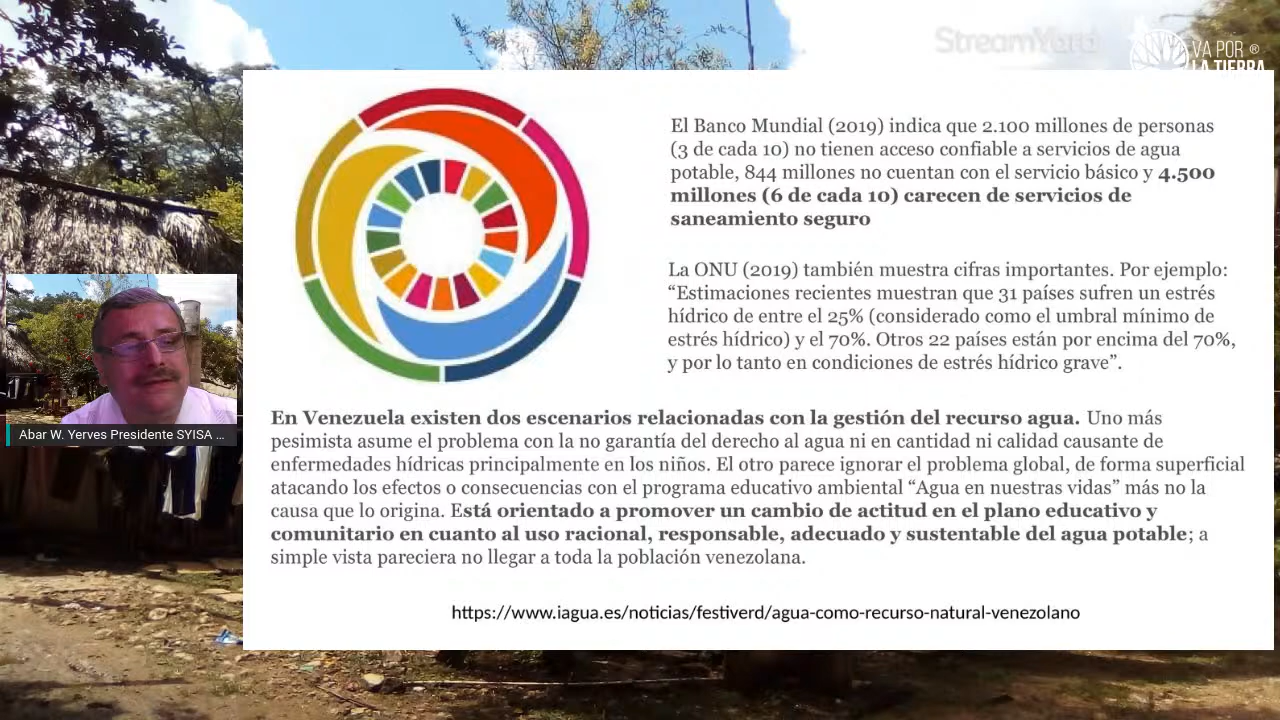 StreamYard
VA POR ®
LA TIERRA
El Banco Mundial (2019) indica que 2.100 millones de personas
(3 de cada 10) no tienen acceso confiable a servicios de agua
potable, 844 millones no cuentan con el servicio básico y 4.500
millones (6 de cada 10) carecen de servicios de
saneamiento seguro
La ONU (2019) también muestra cifras importantes. Por ejemplo:
“Estimaciones recientes muestran que 31 países sufren un estrés
hídrico de entre el 25% (considerado como el umbral mínimo de
estrés hídrico) y el 70%. Otros 22 países están por encima del 70%,
y por lo tanto en condiciones de estrés hídrico grave”.
Abar W. Yerves Presidente SYISA ...
En Venezuela existen dos escenarios relacionadas con la gestión del recurso agua. Uno más
pesimista asume el problema con la no garantía del derecho al agua ni en cantidad ni calidad causante de
enfermedades hídricas principalmente en los niños. El otro parece ignorar el problema global, de forma superficial
atacando los efectos o consecuencias con el programa educativo ambiental “Agua en nuestras vidas” más no la
causa que lo origina. Está orientado a promover un cambio de actitud en el plano educativo y
comunitario en cuanto al uso racional, responsable, adecuado y sustentable del agua potable; a
simple vista pareciera no llegar a toda la población venezolana.
https://www.iagua.es/noticias/festiverd/agua-como-recurso-natural-venezolano